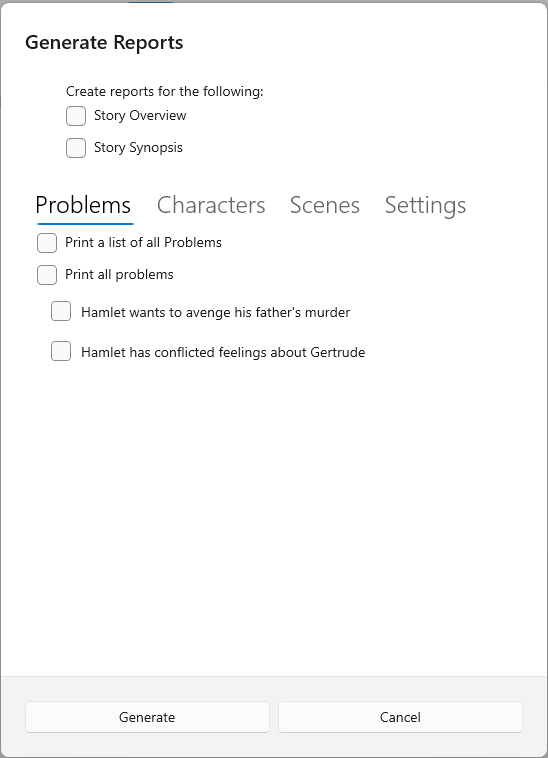 Generate Reports
Create reports for the following:
Story Overview
Story Synopsis
Problems Characters Scenes Settings
Print a list of all Problems
Print all problems
Hamlet wants to avenge his father's murder
Hamlet has conflicted feelings about Gertrude
Generate Cancel